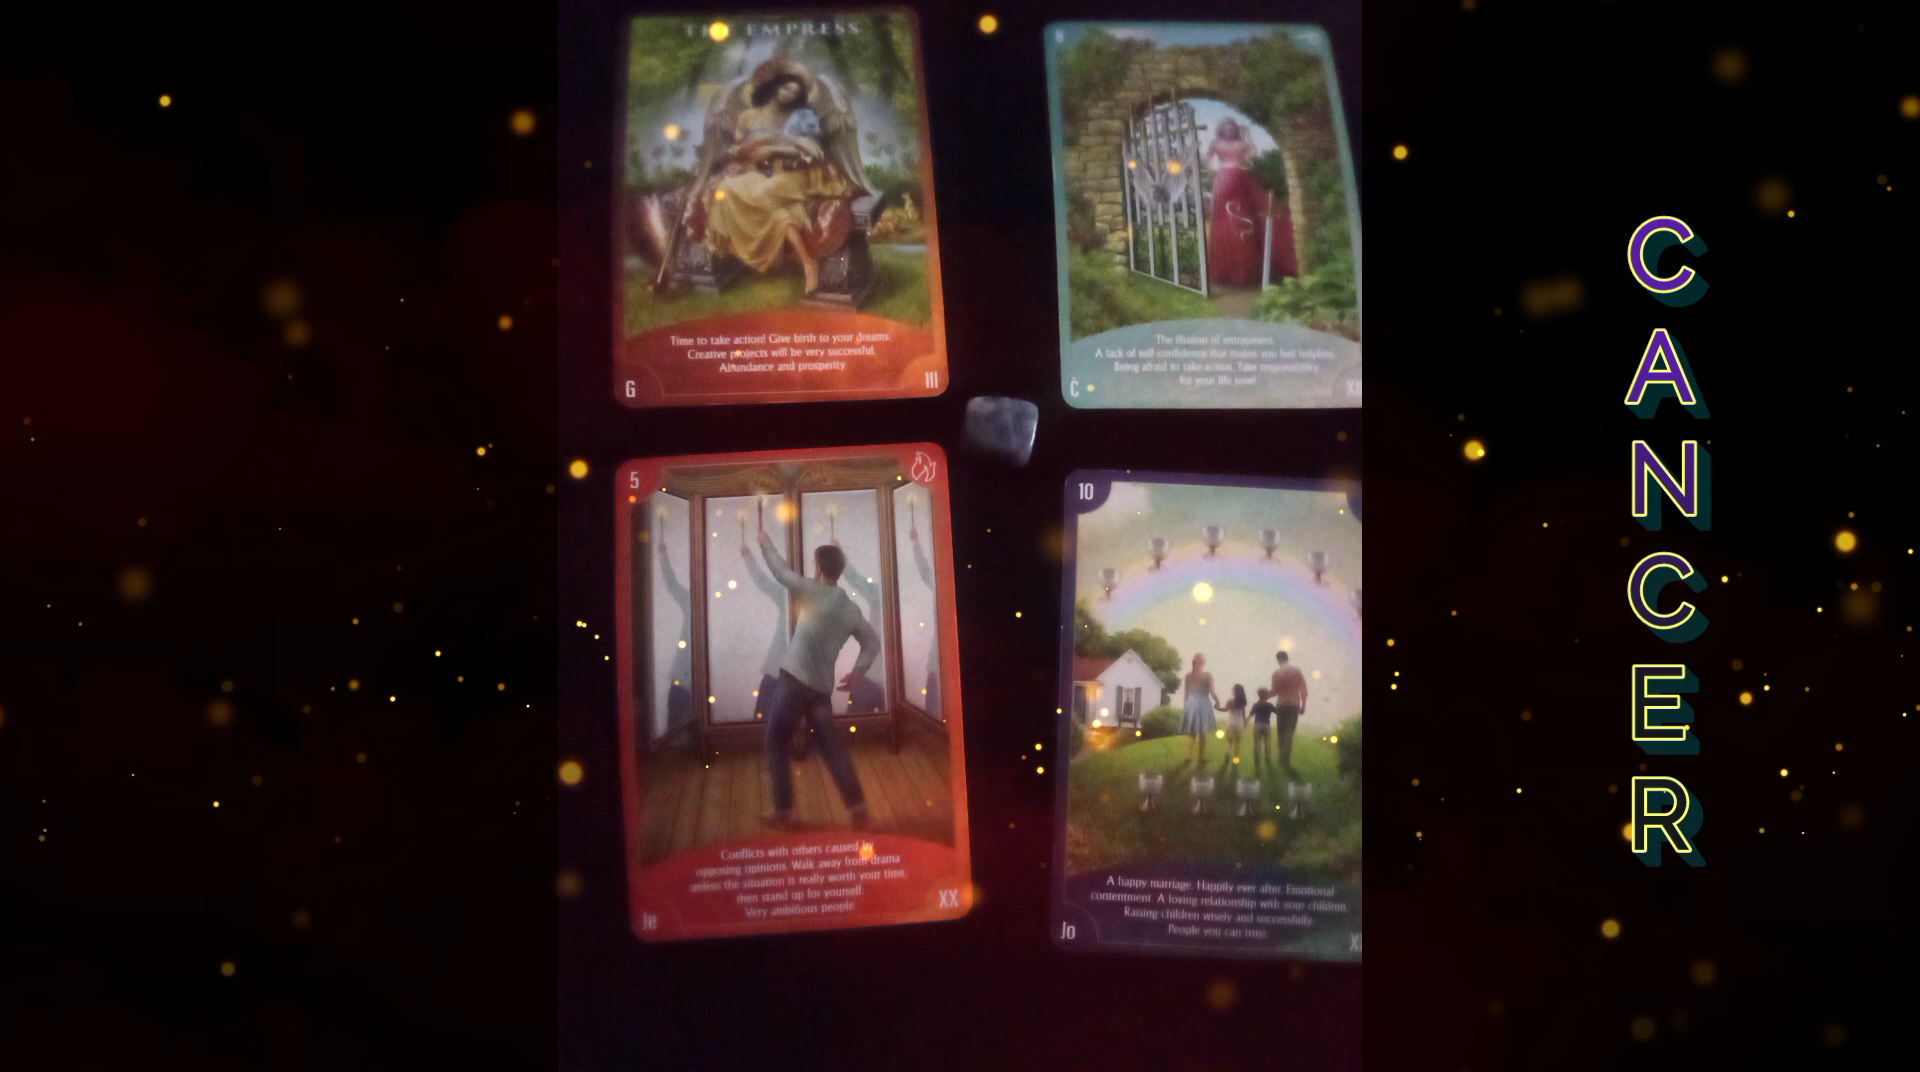 THE EMPRESS
Time to take action! Give birth to your dreams.
Creative projects will be very successful.
Abundance and prosperity.
G
III
8
The illusion of entrapment.
A lack of self-confidence that makes you feel helpless.
Being afraid to take action. Take responsibility
for your life now!
C
5
Conflicts with others caused by
opposing opinions. Walk away from drama
unless the situation is really worth your time,
then stand up for yourself.
Very ambitious people.
Je
XX
10
A happy marriage. Happily ever after. Emotional
contentment. A loving relationship with your children.
Raising children wisely and successfully.
People you can trust.
Jo
CANCER